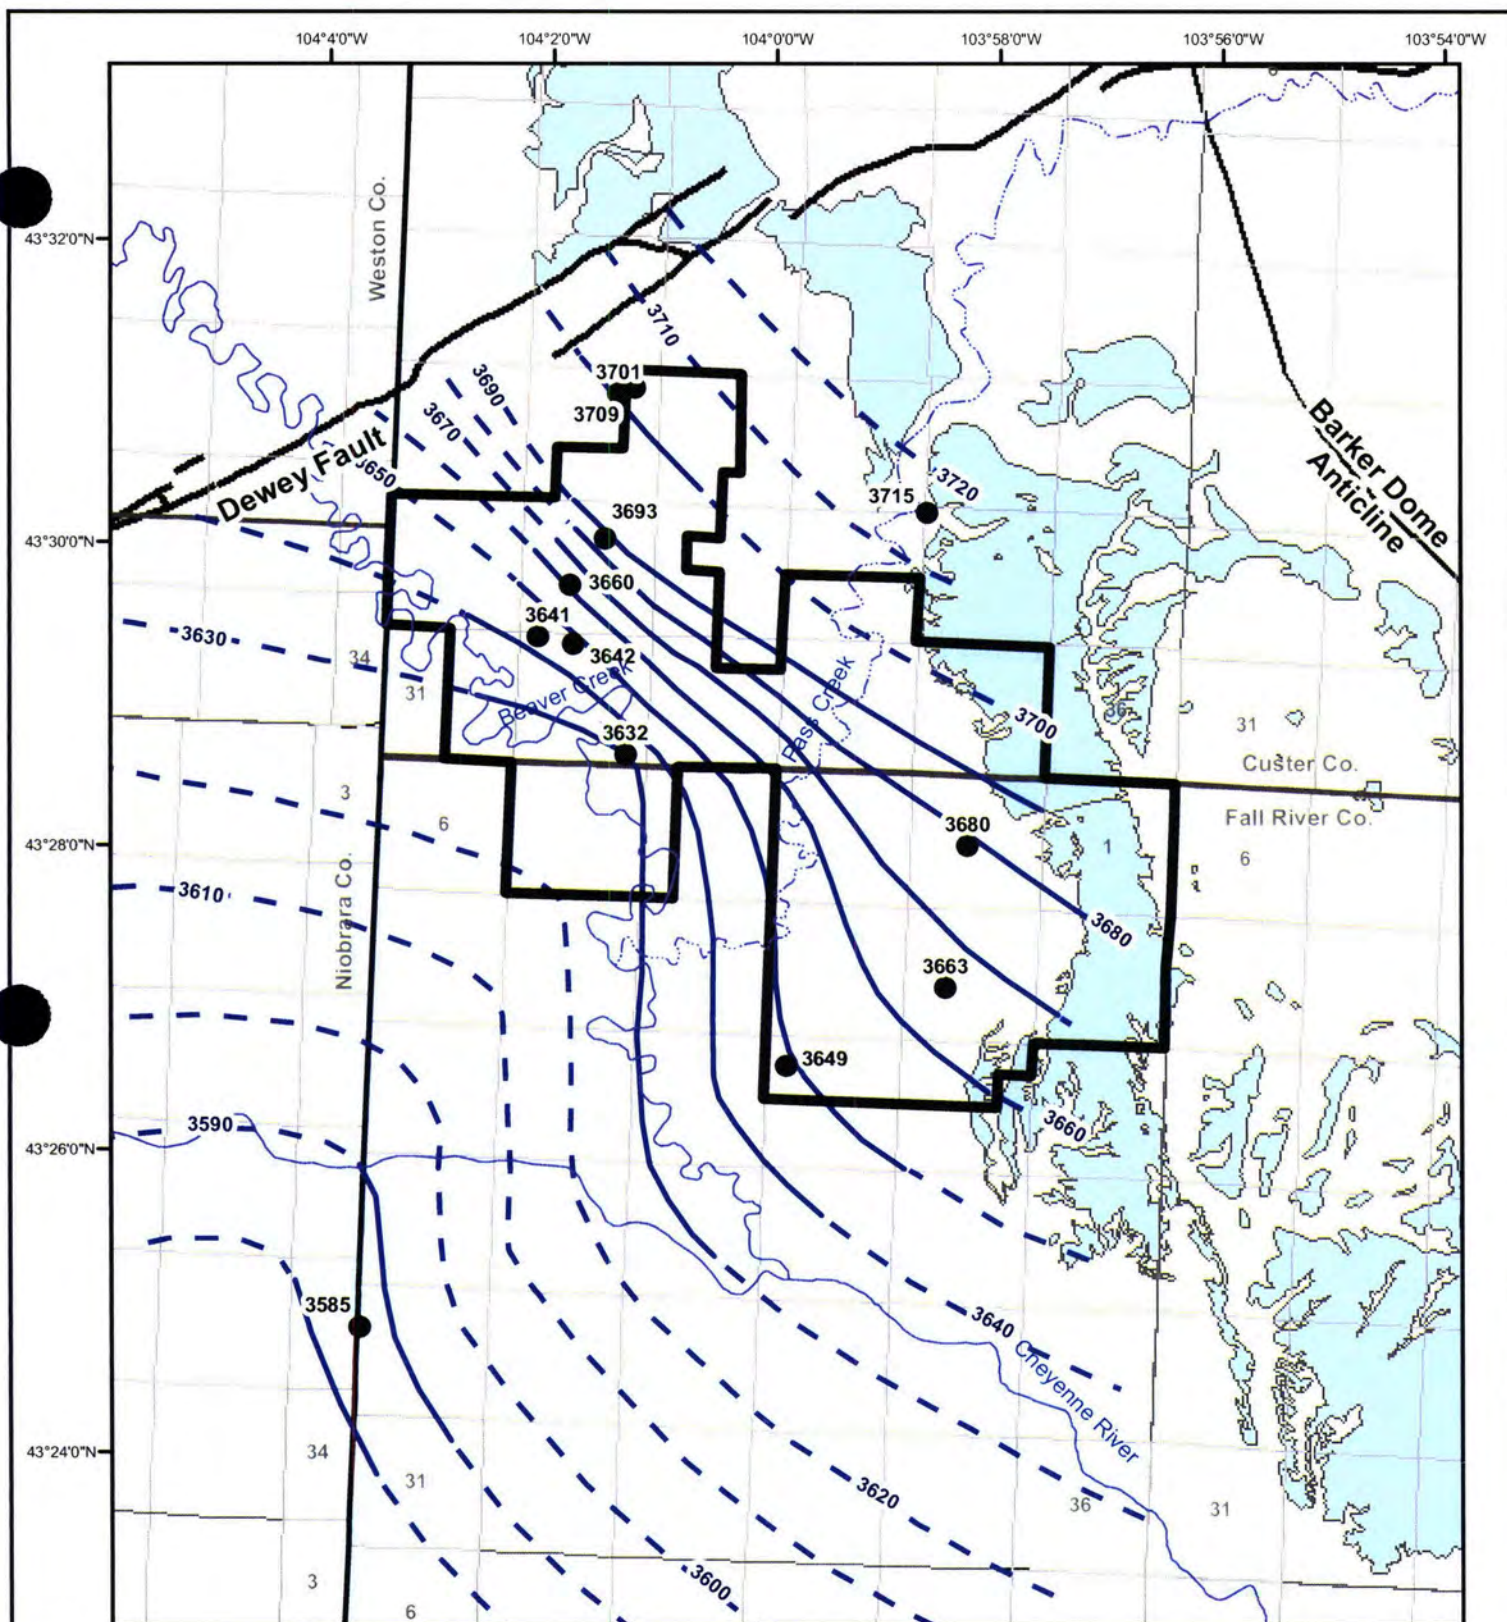 104°4'0"W
104°2'0"W
104°0'0"W
103°58'0"W
103°56'0"W
103°54'0"W
43°32'0"N
43°30'0"N
43°28'0"N
43°26'0"N
43°24'0"N
Weston Co.
3710
3701
3690
3709
3670
3650
Dewey Fault
Barker Dome
Anticline
3720
3715
3693
3660
3641
3642
3630
34
31
Beaver Creek
Pass Creek
3632
3700
36
31
Custer Co.
Fall River Co.
3
6
3680
1
6
3610
Niobrara Co.
3680
3663
3649
3660
3590
3585
3640
Cheyenne River
34
31
3620
36
31
3600
3
6